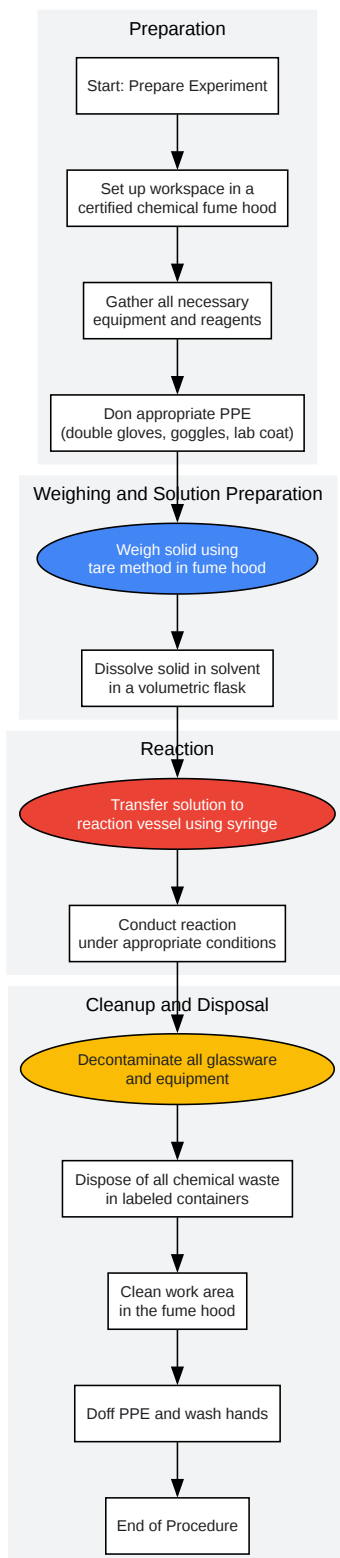 Preparation
Start: Prepare Experiment
Set up workspace in a
certified chemical fume hood
Gather all necessary
equipment and reagents
Don appropriate PPE
(double gloves, goggles, lab coat)
Weighing and Solution Preparation
Weigh solid using
tare method in fume hood
Dissolve solid in solvent
in a volumetric flask
Reaction
Transfer solution to
reaction vessel using syringe
Conduct reaction
under appropriate conditions
Cleanup and Disposal
Decontaminate all glassware
and equipment
Dispose of all chemical waste
in labeled containers
Clean work area
in the fume hood
Doff PPE and wash hands
End of Procedure